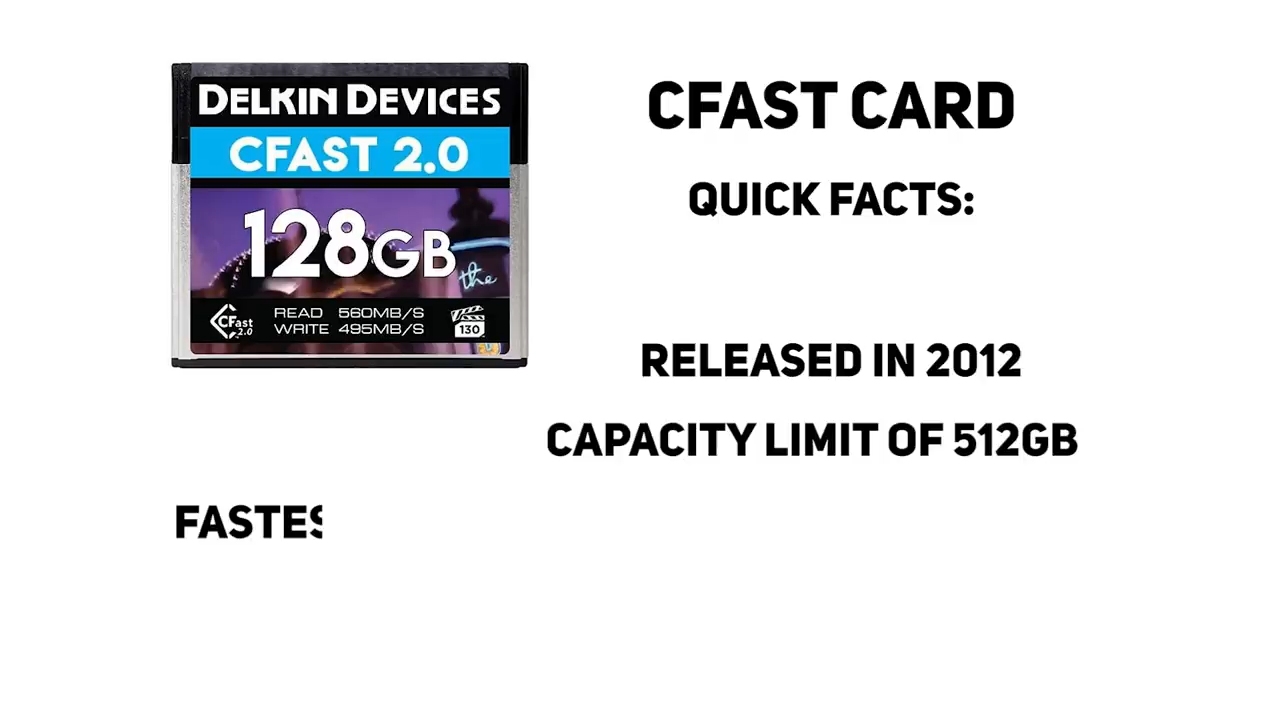 DELKIN DEVICES
CFAST 2.0
128GB
the
CFast 2.0
READ 560MB/S
WRITE 495MB/S
130
CFAST CARD
QUICK FACTS:
RELEASED IN 2012
CAPACITY LIMIT OF 512GB
FASTES